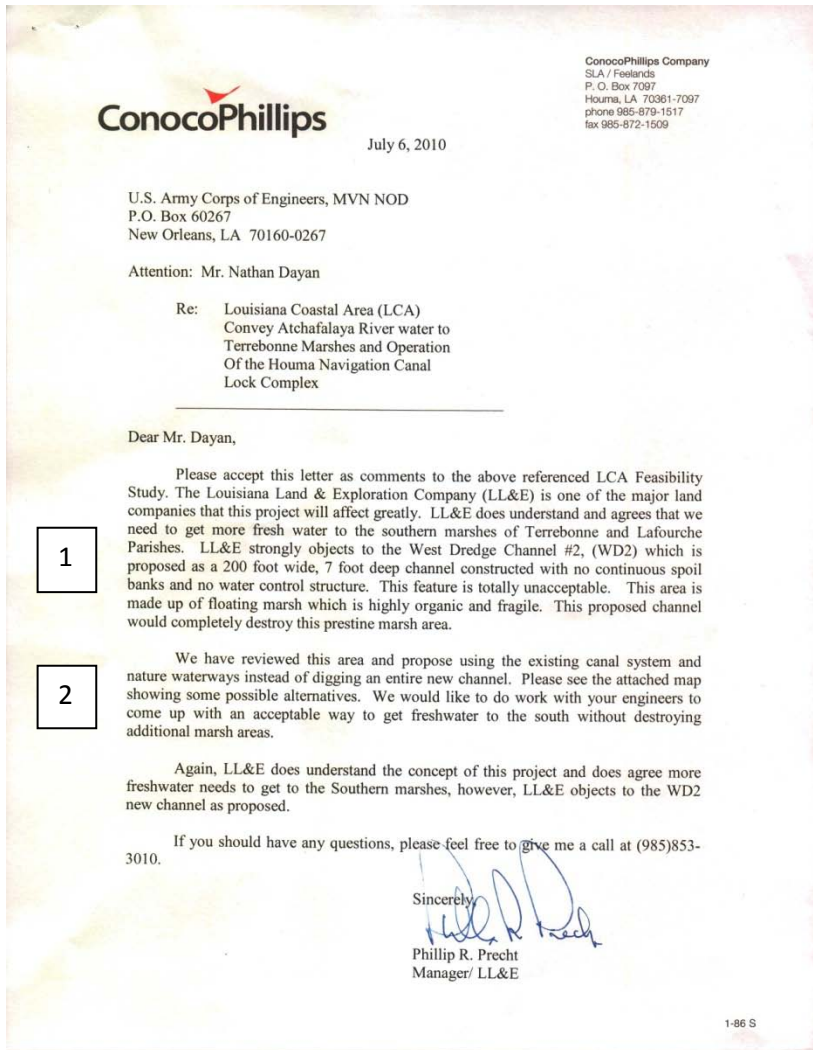 ConocoPhillips Company
SLA / Feelands
P. O. Box 7097
Houma, LA 70361-7097
phone 985-879-1517
fax 985-872-1509
ConocoPhillips
July 6, 2010
U.S. Army Corps of Engineers, MVN NOD
P.O. Box 60267
New Orleans, LA 70160-0267
Attention: Mr. Nathan Dayan
Re: Louisiana Coastal Area (LCA)
Convey Atchafalaya River water to
Terrebonne Marshes and Operation
Of the Houma Navigation Canal
Lock Complex
Dear Mr. Dayan,
Please accept this letter as comments to the above referenced LCA Feasibility
Study. The Louisiana Land & Exploration Company (LL&E) is one of the major land
companies that this project will affect greatly. LL&E does understand and agrees that we
need to get more fresh water to the southern marshes of Terrebonne and Lafourche
1
Parishes. LL&E strongly objects to the West Dredge Channel #2, (WD2) which is
proposed as a 200 foot wide, 7 foot deep channel constructed with no continuous spoil
banks and no water control structure. This feature is totally unacceptable. This area is
made up of floating marsh which is highly organic and fragile. This proposed channel
would completely destroy this prestine marsh area.
We have reviewed this area and propose using the existing canal system and
2
nature waterways instead of digging an entire new channel. Please see the attached map
showing some possible alternatives. We would like to do work with your engineers to
come up with an acceptable way to get freshwater to the south without destroying
additional marsh areas.
Again, LL&E does understand the concept of this project and does agree more
freshwater needs to get to the Southern marshes, however, LL&E objects to the WD2
new channel as proposed.
If you should have any questions, please feel free to give me a call at (985)853-
3010.
Sincerely,
Phillip R. Precht
Phillip R. Precht
Manager/ LL&E
1-86 S